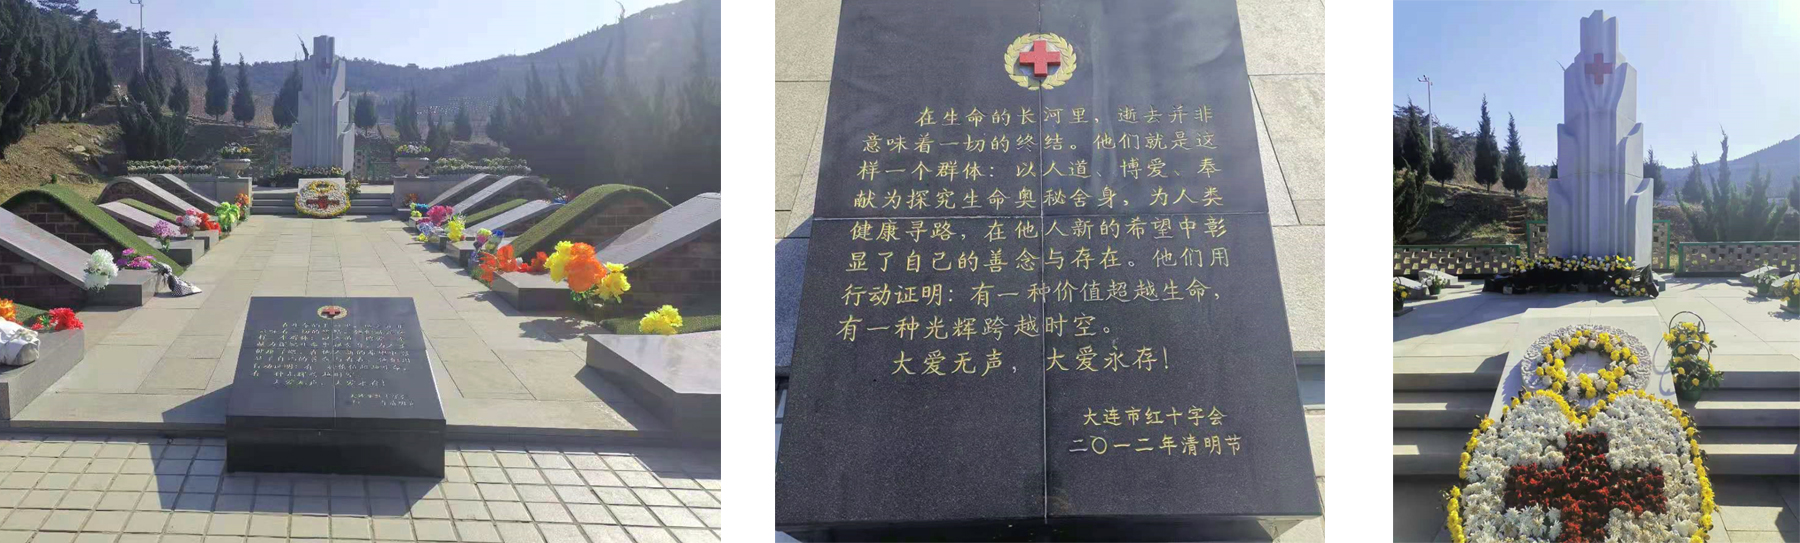 在生命的长河里，逝去并非
意味着一切的终结。他们就是这
样一个群体：以人道、博爱、奉
献为探究生命奥秘舍身，为人类
健康寻路，在他人新的希望中彰
显了自己的善念与存在。他们用
行动证明：有一种价值超越生命，
有一种光辉跨越时空。
大爱无声，大爱永存！
大连市红十字会
二〇一二年清明节